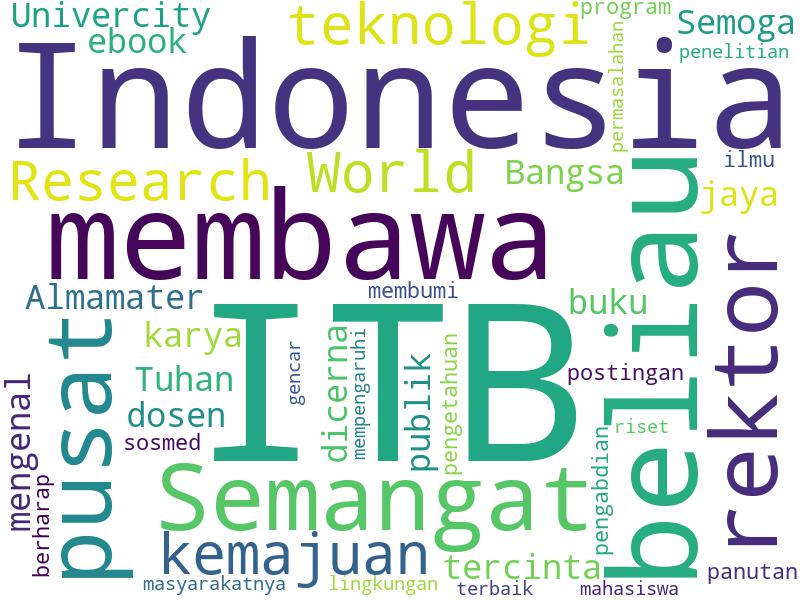 Univercity
ebook
teknologi
program
Semoga
penelitian
permasalahan
Indonesia
Research
World
Bangsa
ilmu
jaya
membawa
beliau
rektor
Almamater
membumi
buku
pusat
karya
ITB
gencar
dicerna
mempengaruhi
publik
pengetahuan
Tuhan
dosen
sosmed
postingan
riset
mengenal
berharap
Semangat
pengabdian
kemajuan
tercinta
panutan
masyarakatnya
lingkungan
terbaik
mahasiswa